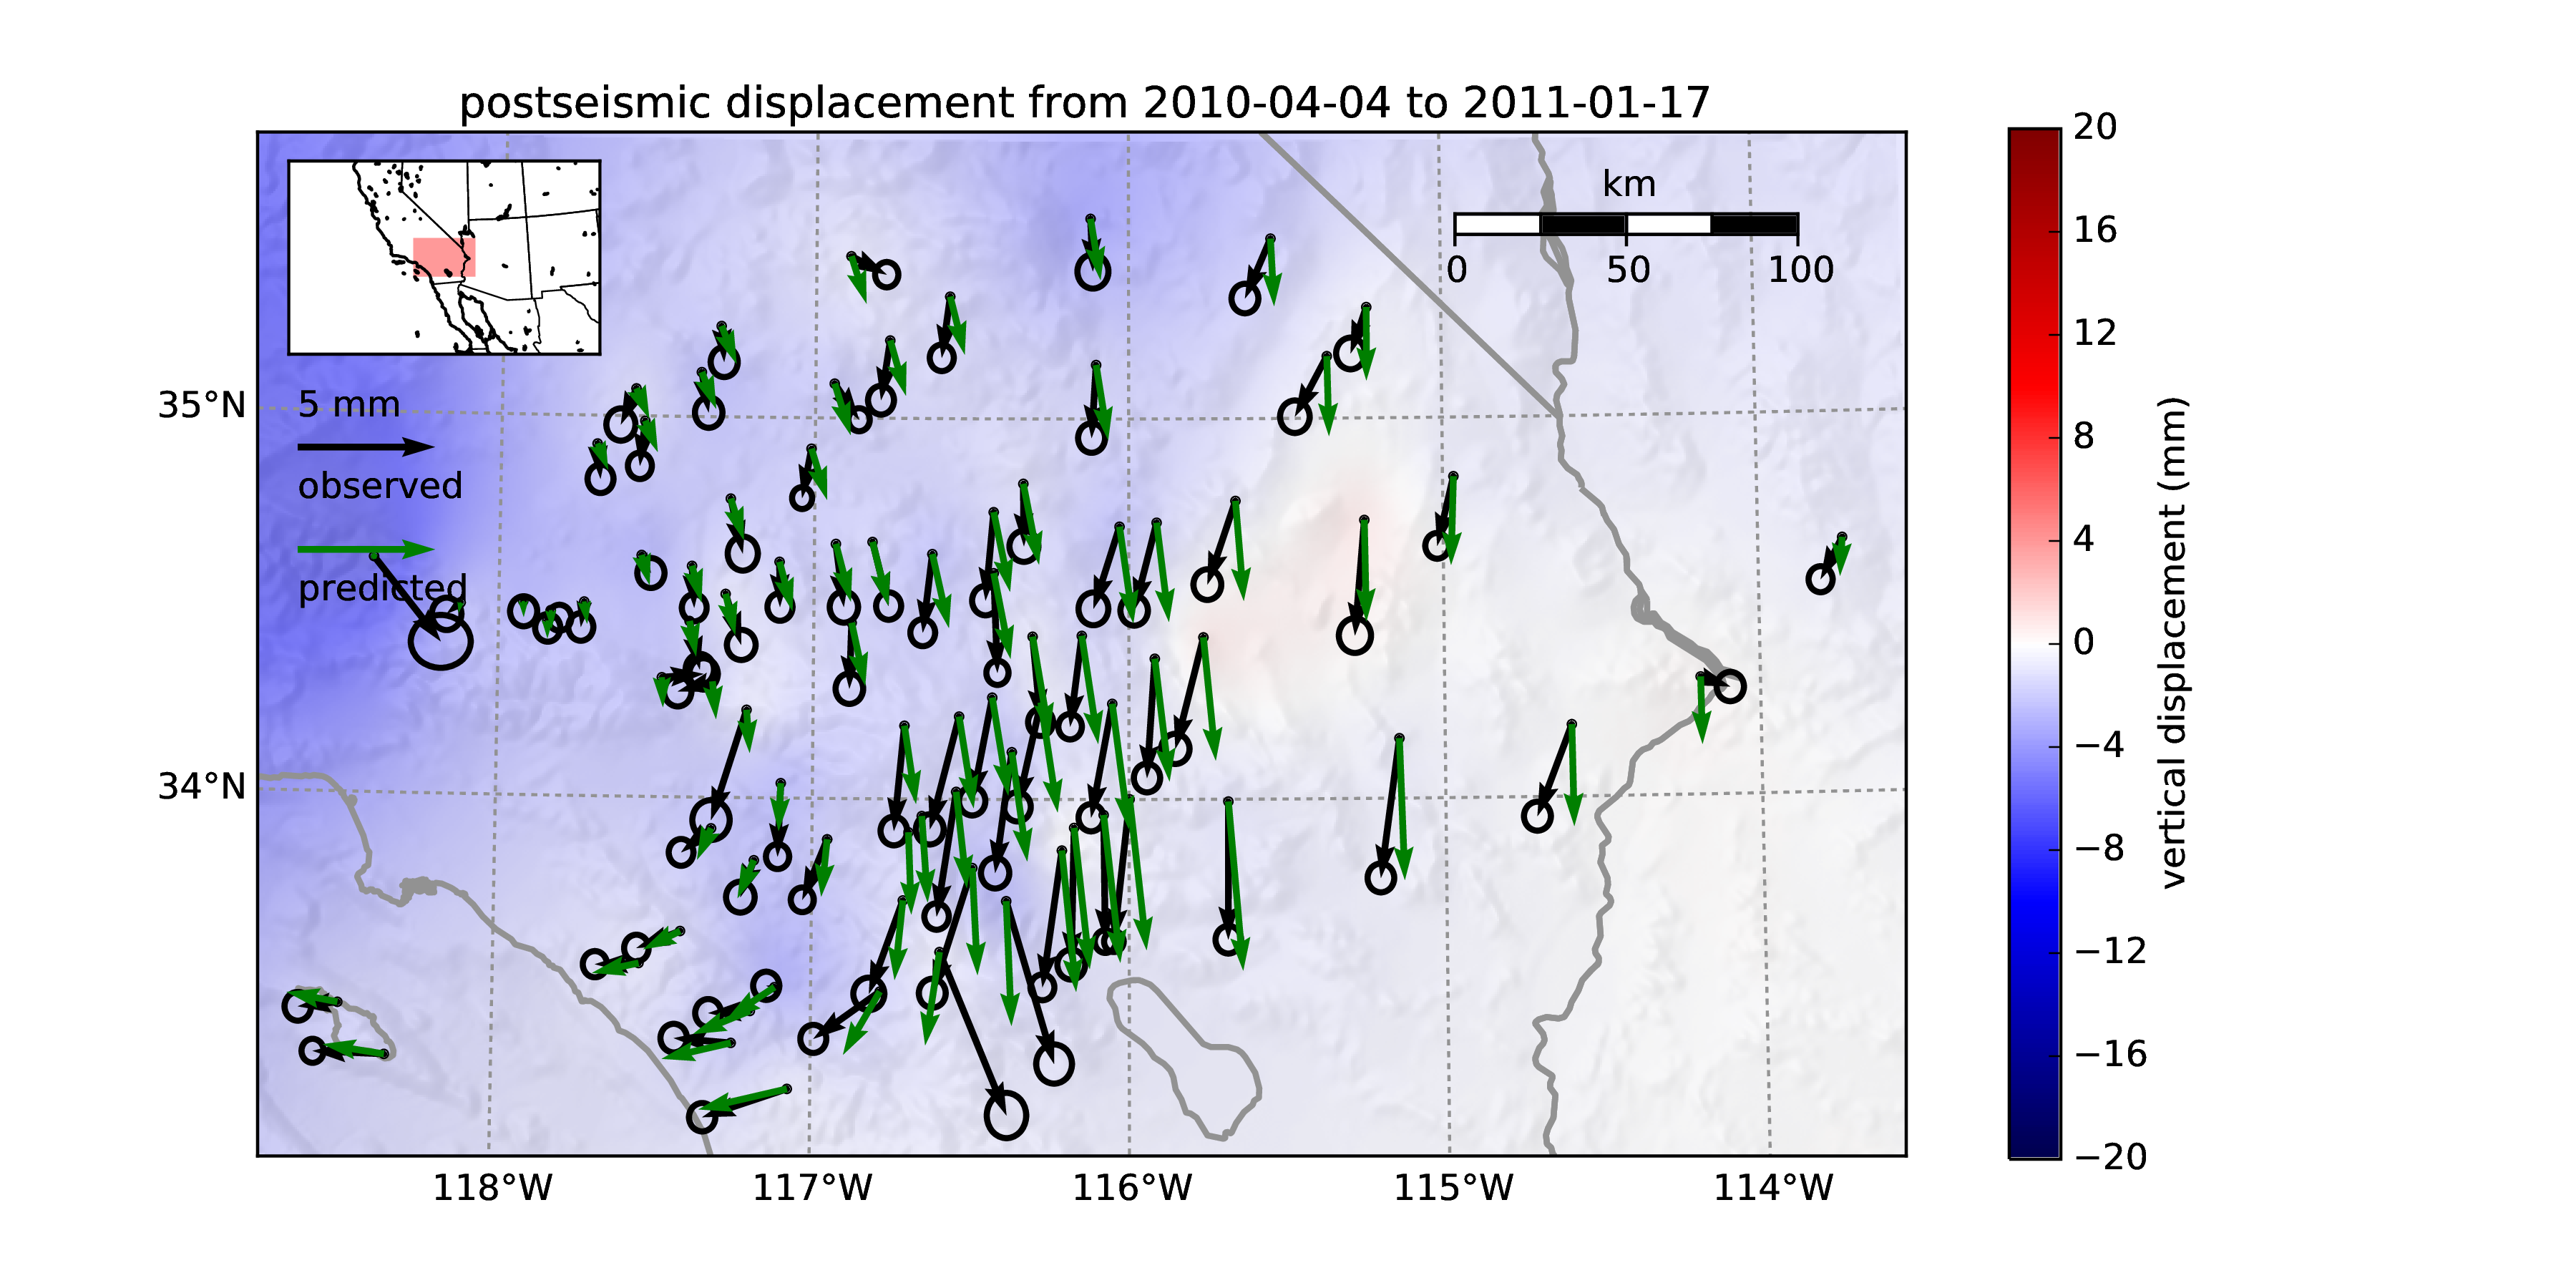 postseismic displacement from 2010-04-04 to 2011-01-17
km
0 50 100
5 mm
observed
predicted
35°N
34°N
118°W 117°W 116°W 115°W 114°W
20
16
12
8
4
0
−4
−8
−12
−16
−20
vertical displacement (mm)